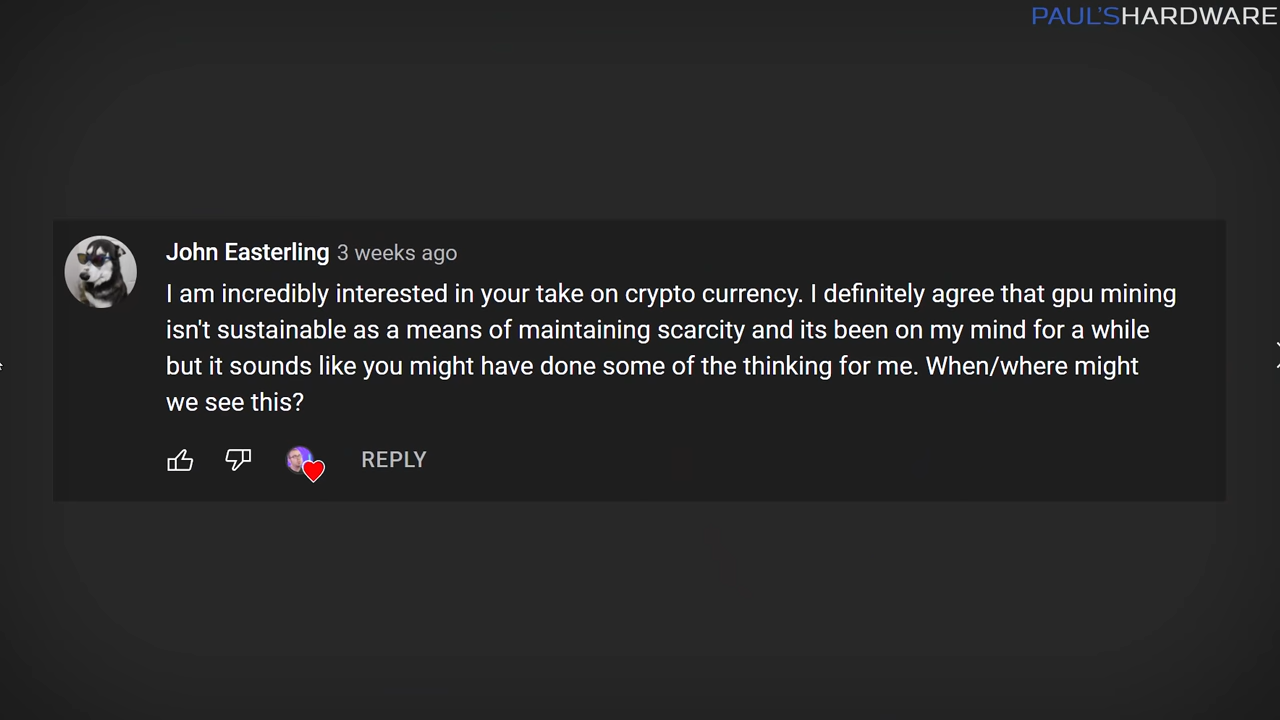 PAUL'SHARDWARE
John Easterling 3 weeks ago
I am incredibly interested in your take on crypto currency. I definitely agree that gpu mining
isn't sustainable as a means of maintaining scarcity and its been on my mind for a while
but it sounds like you might have done some of the thinking for me. When/where might
we see this?
REPLY